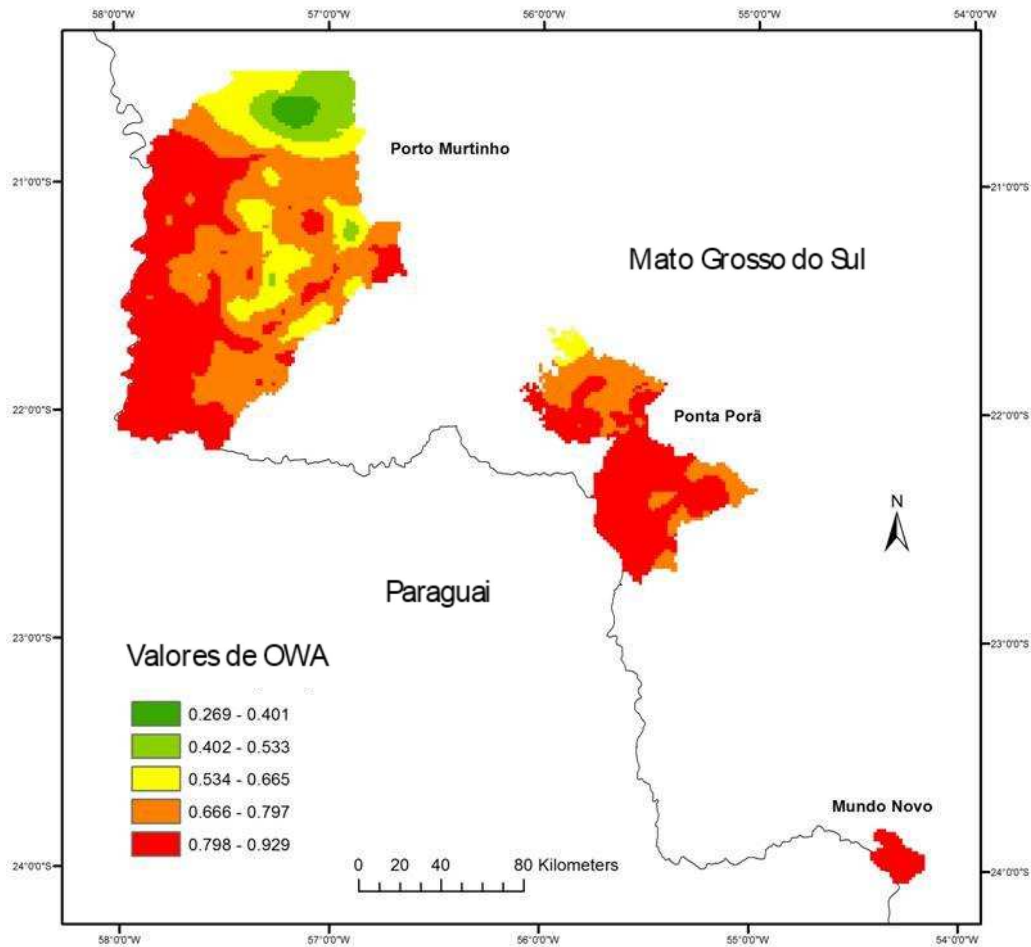 58°0'0"W 57°0'0"W 56°0'0"W 55°0'0"W 54°0'0"W
Porto Murtinho
21°0'0"S 21°0'0"S
Mato Grosso do Sul
22°0'0"S Ponta Porã 22°0'0"S
N
Paraguai
23°0'0"S 23°0'0"S
Valores de OWA
0.269 - 0.401
0.402 - 0.533
0.534 - 0.665
0.666 - 0.797
0.798 - 0.929
Mundo Novo
0 20 40 80 Kilometers
24°0'0"S 24°0'0"S
58°0'0"W 57°0'0"W 56°0'0"W 55°0'0"W 54°0'0"W